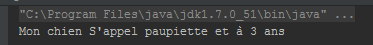 "C:\Program Files\java\jdk1.7.0_51\bin\java" ...
Mon chien S'appel paupiette et à 3 ans